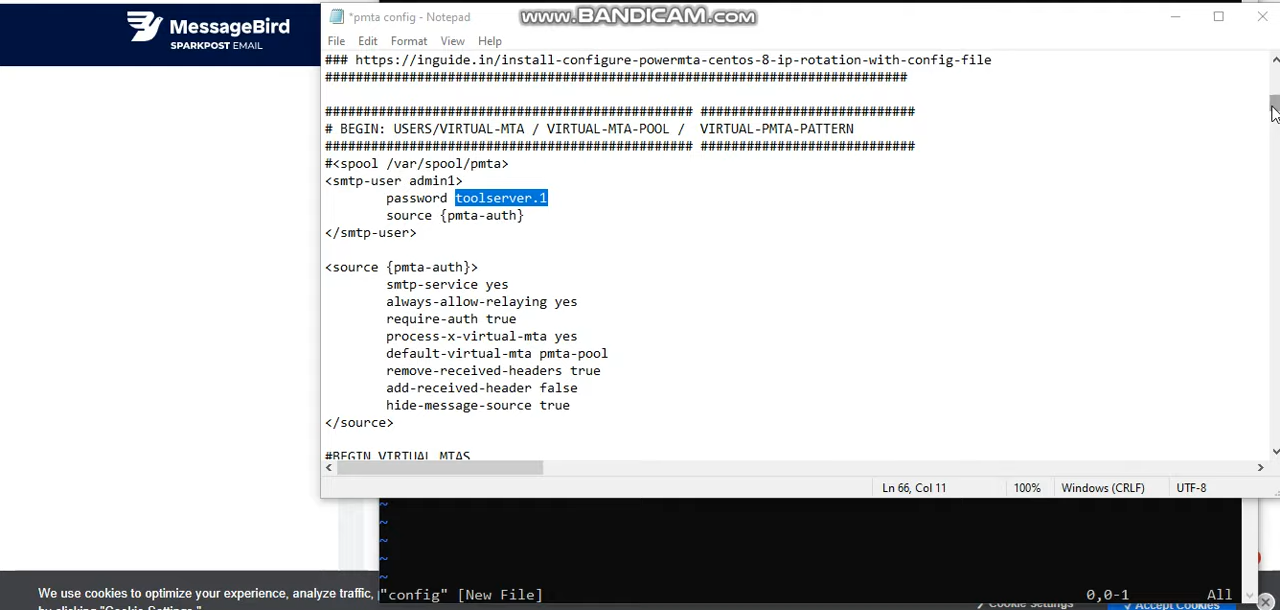 MessageBird
SPARKPOST EMAIL
*pmta config - Notepad
www.BANDICAM.com
File Edit Format View Help
### https://inguide.in/install-configure-powermta-centos-8-ip-rotation-with-config-file
############################################################################
################################################ ############################
# BEGIN: USERS/VIRTUAL-MTA / VIRTUAL-MTA-POOL / VIRTUAL-PMTA-PATTERN
################################################ ############################
#<spool /var/spool/pmta>
<smtp-user admin1>
password toolserver.1
source {pmta-auth}
</smtp-user>
<source {pmta-auth}>
smtp-service yes
always-allow-relaying yes
require-auth true
process-x-virtual-mta yes
default-virtual-mta pmta-pool
remove-received-headers true
add-received-header false
hide-message-source true
</source>
#BEGIN VIRTUAL MTAS
Ln 66, Col 11 100% Windows (CRLF) UTF-8
~
~
~
~
~
"config" [New File] 0,0-1 All
We use cookies to optimize your experience, analyze traffic,
by clicking "Cookie Settings."
Cookie Settings
Accept Cookies